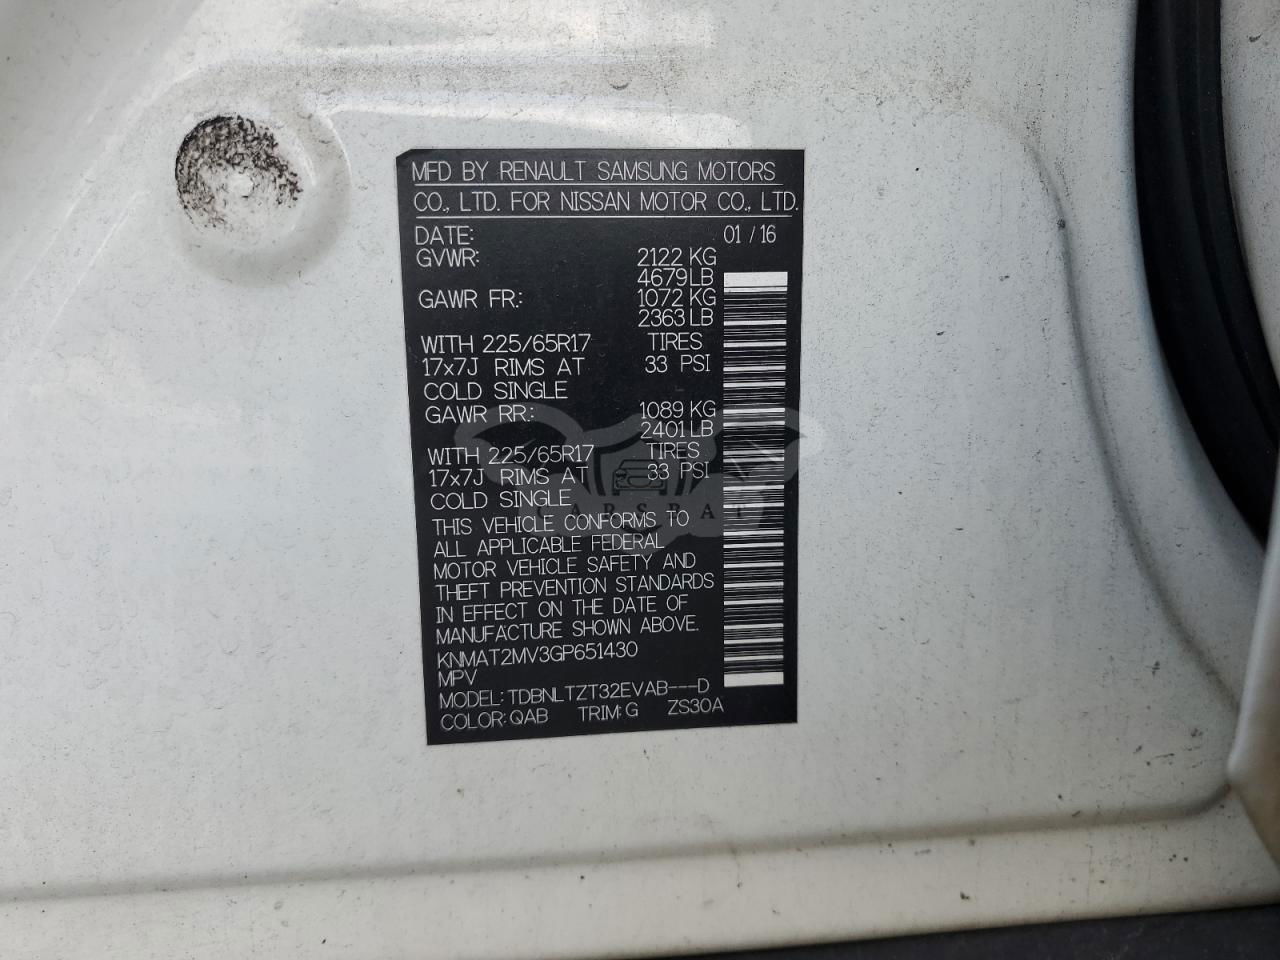 MFD BY RENAULT SAMSUNG MOTORS
CO., LTD. FOR NISSAN MOTOR CO., LTD.
DATE: 01 / 16
GVWR: 2122 KG
4679 LB
GAWR FR.: 1072 KG
2363 LB
WITH 225/65R17 TIRES
17x7J RIMS AT 33 PSI
COLD SINGLE
GAWR RR.: 1089 KG
2401 LB
WITH 225/65R17 TIRES
17x7J RIMS AT 33 PSI
COLD SINGLE
THIS VEHICLE CONFORMS TO
ALL APPLICABLE FEDERAL
MOTOR VEHICLE SAFETY AND
THEFT PREVENTION STANDARDS
IN EFFECT ON THE DATE OF
MANUFACTURE SHOWN ABOVE.
KNMAT2MV3GP651430
MPV
MODEL: TDBNLTZT32EVAB---D
COLOR: QAB TRIM: G ZS30A